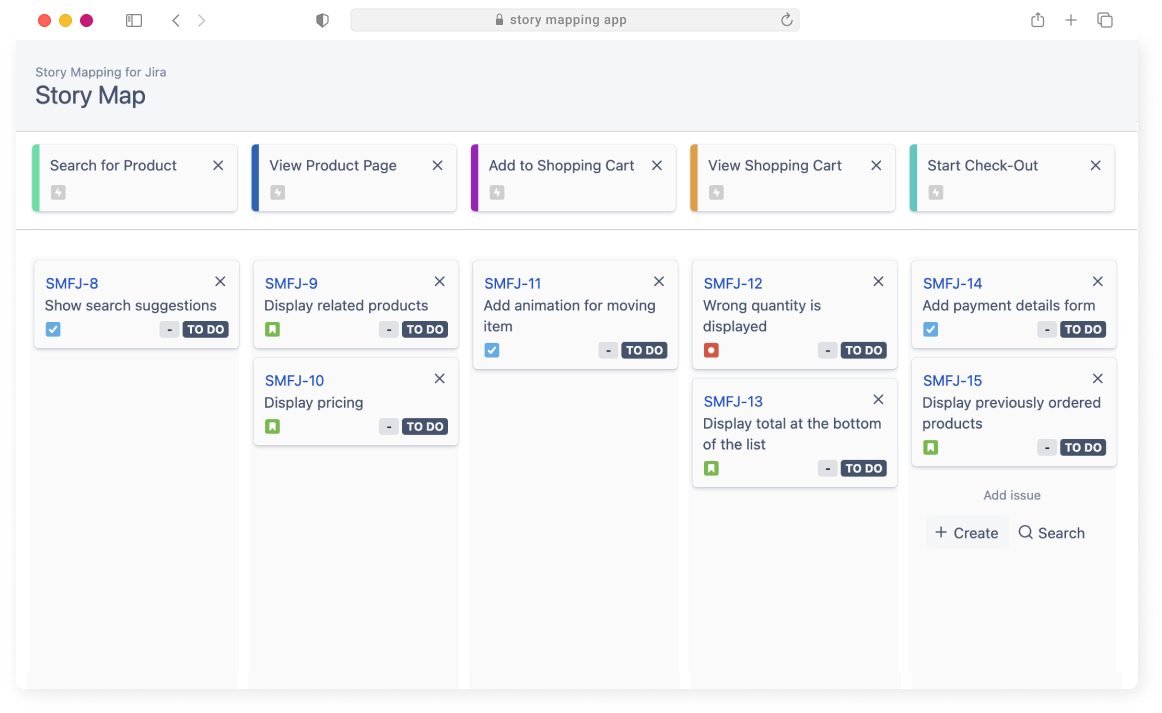 story mapping app
Story Mapping for Jira
Story Map
Search for Product
View Product Page
Add to Shopping Cart
View Shopping Cart
Start Check-Out
SMFJ-8
Show search suggestions
- TO DO
SMFJ-9
Display related products
- TO DO
SMFJ-10
Display pricing
- TO DO
SMFJ-11
Add animation for moving
item
- TO DO
SMFJ-12
Wrong quantity is
displayed
- TO DO
SMFJ-13
Display total at the bottom
of the list
- TO DO
SMFJ-14
Add payment details form
- TO DO
SMFJ-15
Display previously ordered
products
- TO DO
Add issue
+ Create
Search